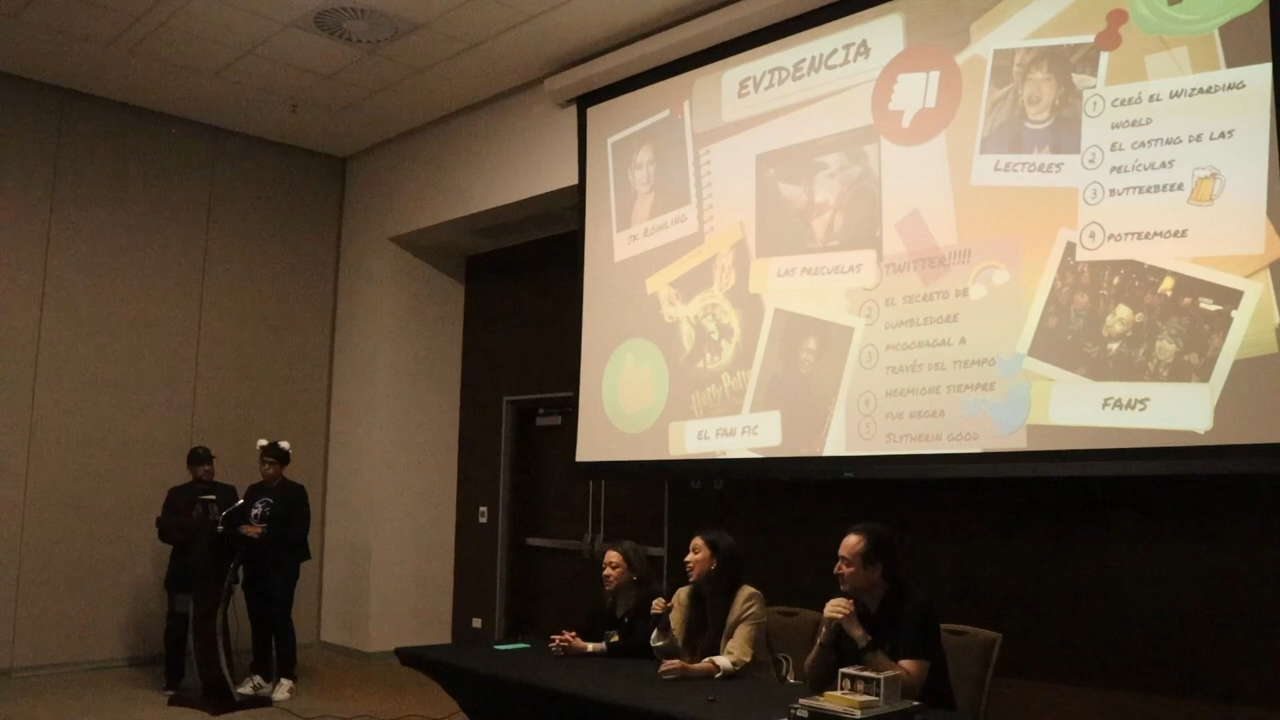 EVIDENCIA
JK ROWLING
LAS PRECUELAS
LECTORES
1 CREÓ EL WIZARDING
WORLD
2 EL CASTING DE LAS
PELÍCULAS
3 BUTTERBEER
4 POTTERMORE
TWITTER!!!!!
2 EL SECRETO DE
DUMBLEDORE
3 MCGONAGAL A
TRAVÉS DEL TIEMPO
4 HERMIONE SIEMPRE
FUE NEGRA
5 SLYTHERIN GOOD
Harry Potter
EL FAN FIC
FANS